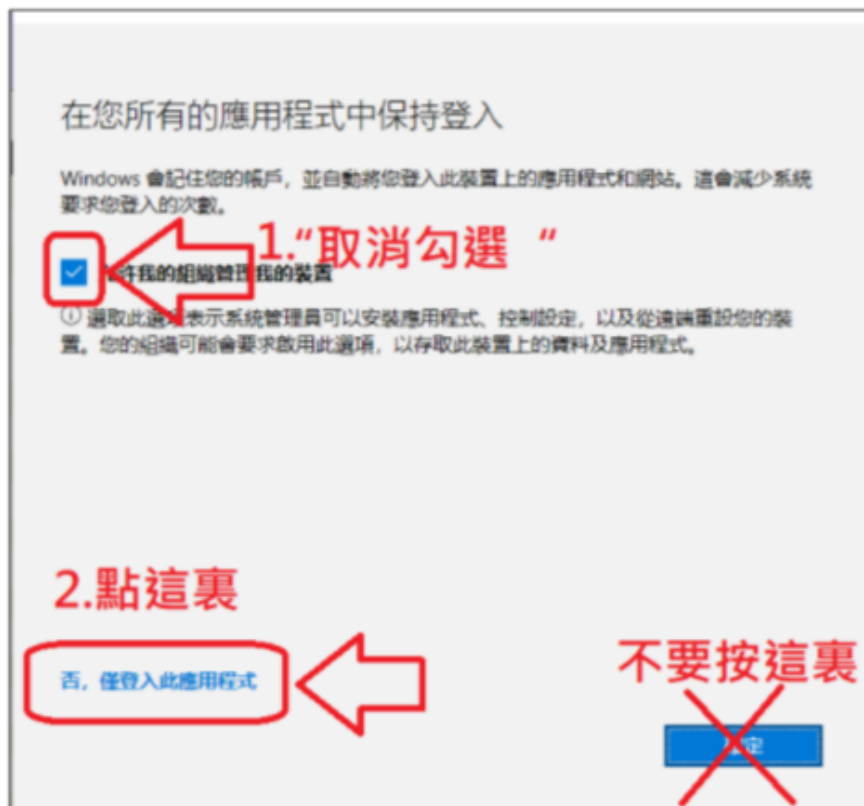 在您所有的應用程式中保持登入
Windows 會記住您的帳戶，並自動將您登入此裝置上的應用程式和網站。這會減少系統
要求您登入的次數。
1.“取消勾選“
許我的組織管理我的裝置
ⓘ 選取此選項表示系統管理員可以安裝應用程式、控制設定，以及從遠端重設您的裝
置。您的組織可能會要求啟用此選項，以存取此裝置上的資料及應用程式。
2.點這裏
否，僅登入此應用程式
不要按這裏
定